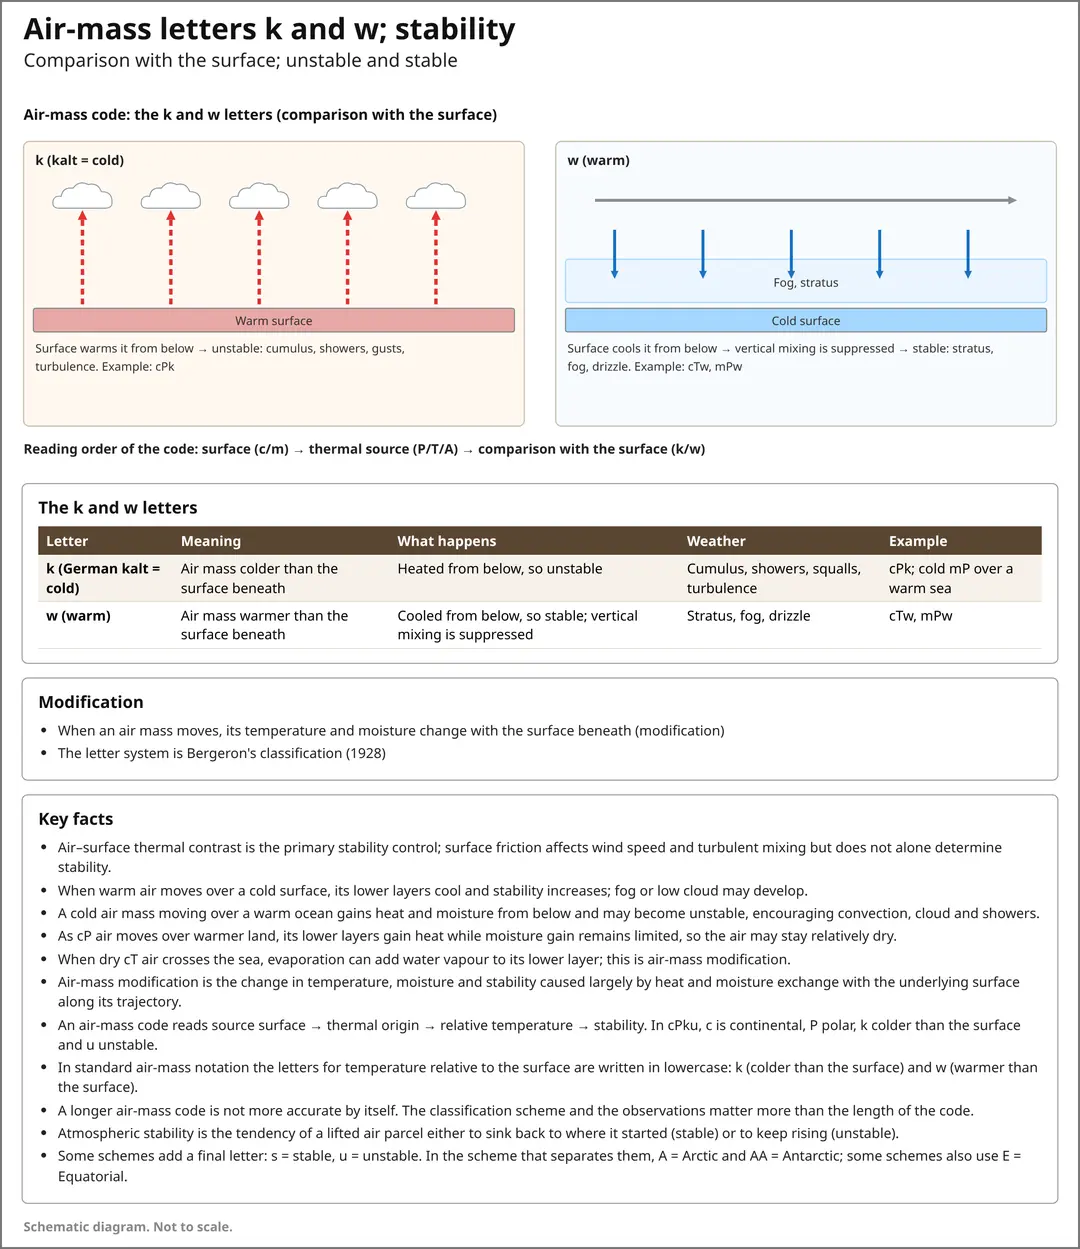 Air-mass letters k and w; stability
Comparison with the surface; unstable and stable
Air-mass code: the k and w letters (comparison with the surface)
k (kalt = cold)
Warm surface
Surface warms it from below → unstable: cumulus, showers, gusts,
turbulence. Example: cPk
w (warm)
Fog, stratus
Cold surface
Surface cools it from below → vertical mixing is suppressed → stable: stratus,
fog, drizzle. Example: cTw, mPw
Reading order of the code: surface (c/m) → thermal source (P/T/A) → comparison with the surface (k/w)
The k and w letters
Letter Meaning What happens Weather Example
k (German kalt = Air mass colder than the Heated from below, so unstable Cumulus, showers, squalls, cPk; cold mP over a
cold) surface beneath turbulence warm sea
w (warm) Air mass warmer than the Cooled from below, so stable; vertical Stratus, fog, drizzle cTw, mPw
surface beneath mixing is suppressed
Modification
• When an air mass moves, its temperature and moisture change with the surface beneath (modification)
• The letter system is Bergeron's classification (1928)
Key facts
• Air–surface thermal contrast is the primary stability control; surface friction affects wind speed and turbulent mixing but does not alone determine
stability.
• When warm air moves over a cold surface, its lower layers cool and stability increases; fog or low cloud may develop.
• A cold air mass moving over a warm ocean gains heat and moisture from below and may become unstable, encouraging convection, cloud and showers.
• As cP air moves over warmer land, its lower layers gain heat while moisture gain remains limited, so the air may stay relatively dry.
• When dry cT air crosses the sea, evaporation can add water vapour to its lower layer; this is air-mass modification.
• Air-mass modification is the change in temperature, moisture and stability caused largely by heat and moisture exchange with the underlying surface
along its trajectory.
• An air-mass code reads source surface → thermal origin → relative temperature → stability. In cPku, c is continental, P polar, k colder than the surface
and u unstable.
• In standard air-mass notation the letters for temperature relative to the surface are written in lowercase: k (colder than the surface) and w (warmer than
the surface).
• A longer air-mass code is not more accurate by itself. The classification scheme and the observations matter more than the length of the code.
• Atmospheric stability is the tendency of a lifted air parcel either to sink back to where it started (stable) or to keep rising (unstable).
• Some schemes add a final letter: s = stable, u = unstable. In the scheme that separates them, A = Arctic and AA = Antarctic; some schemes also use E =
Equatorial.
Schematic diagram. Not to scale.